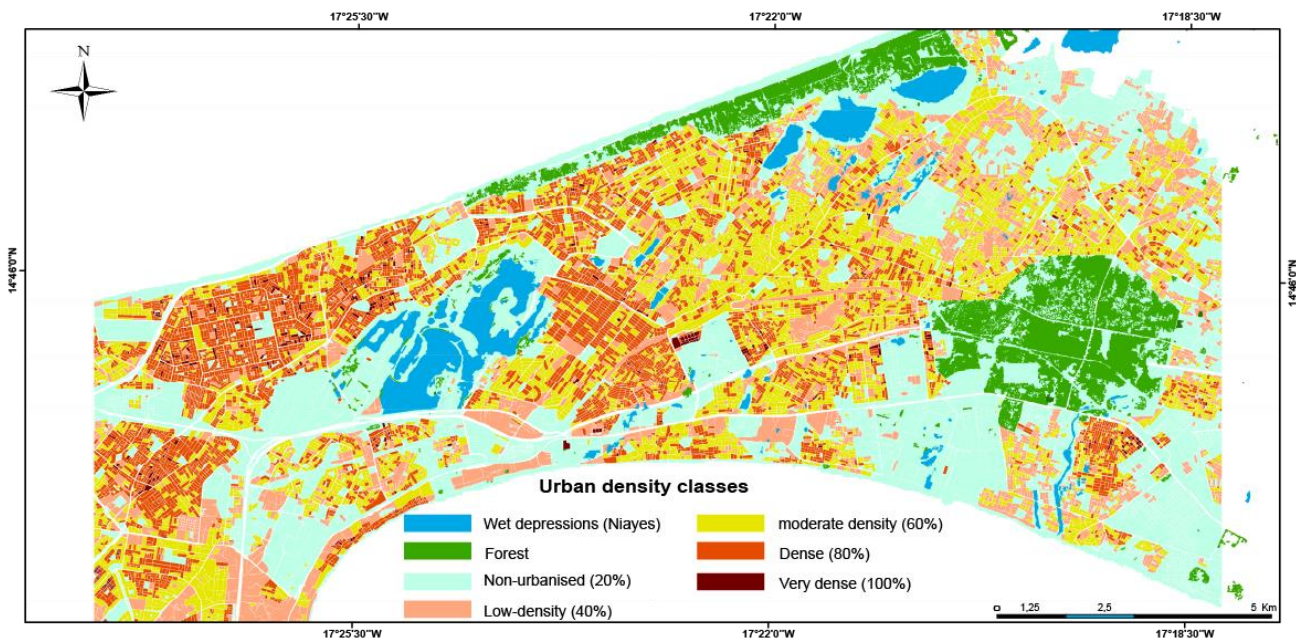 17°25'30"W 17°22'0"W 17°18'30"W
N
14°46'0"N 14°46'0"N
Urban density classes
Wet depressions (Niayes)
Forest
Non-urbanised (20%)
Low-density (40%)
moderate density (60%)
Dense (80%)
Very dense (100%)
0 1,25 2,5 5 Km
17°25'30"W 17°22'0"W 17°18'30"W